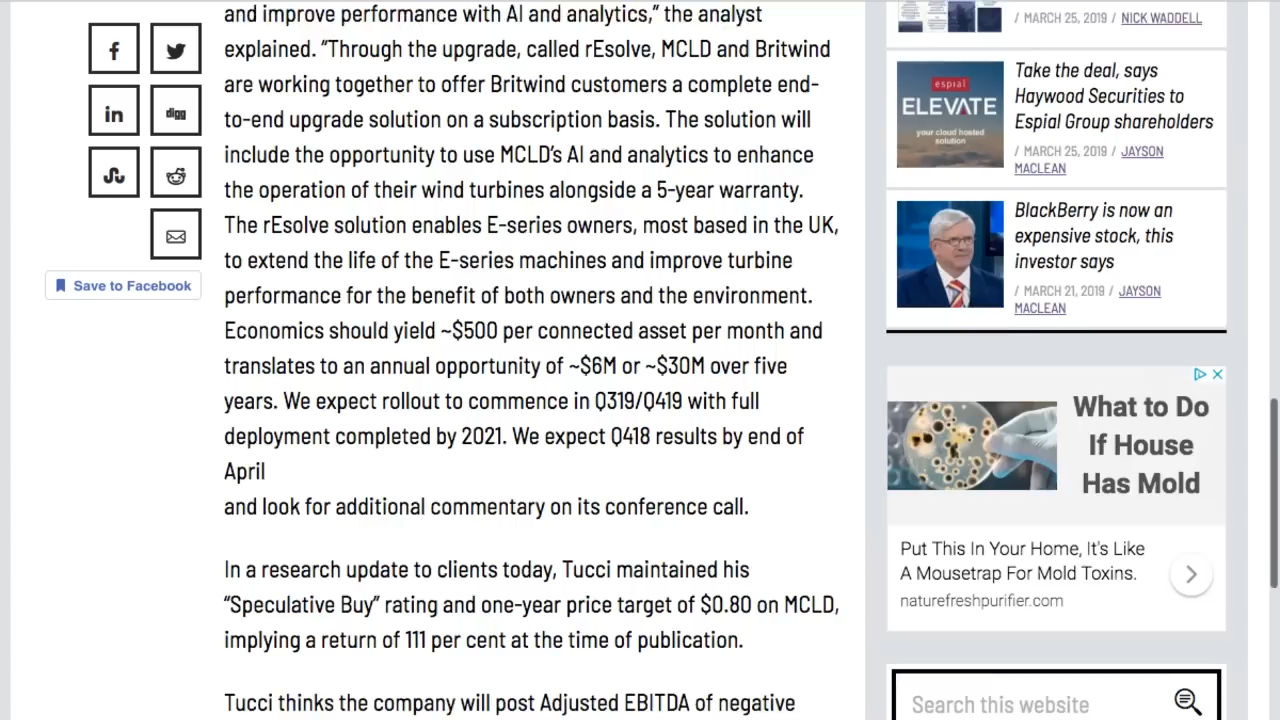 and improve performance with AI and analytics,” the analyst
explained. “Through the upgrade, called rEsolve, MCLD and Britwind
are working together to offer Britwind customers a complete end-
to-end upgrade solution on a subscription basis. The solution will
include the opportunity to use MCLD’s AI and analytics to enhance
the operation of their wind turbines alongside a 5-year warranty.
The rEsolve solution enables E-series owners, most based in the UK,
to extend the life of the E-series machines and improve turbine
performance for the benefit of both owners and the environment.
Economics should yield ~$500 per connected asset per month and
translates to an annual opportunity of ~$6M or ~$30M over five
years. We expect rollout to commence in Q319/Q419 with full
deployment completed by 2021. We expect Q418 results by end of
April
and look for additional commentary on its conference call.
In a research update to clients today, Tucci maintained his
“Speculative Buy” rating and one-year price target of $0.80 on MCLD,
implying a return of 111 per cent at the time of publication.
Tucci thinks the company will post Adjusted EBITDA of negative
f
in
digg
Save to Facebook
/ MARCH 25, 2019 / NICK WADDELL
espial
ELEVATE
your cloud hosted
solution
Take the deal, says
Haywood Securities to
Espial Group shareholders
/ MARCH 25, 2019 / JAYSON
MACLEAN
BlackBerry is now an
expensive stock, this
investor says
/ MARCH 21, 2019 / JAYSON
MACLEAN
What to Do
If House
Has Mold
Put This In Your Home, It's Like
A Mousetrap For Mold Toxins.
naturefreshpurifier.com
Search this website